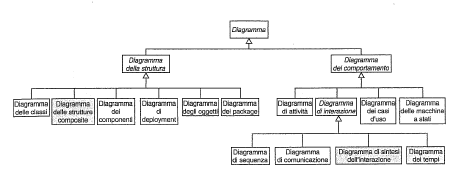 Diagramma
Diagramma
della struttura
Diagramma
del comportamento
Diagramma
delle classi
Diagramma
delle strutture
composite
Diagramma
dei
componenti
Diagramma
di
deployment
Diagramma
degli oggetti
Diagramma
dei package
Diagramma
di attività
Diagramma
di interazione
Diagramma
dei casi
d'uso
Diagramma
delle macchine
a stati
Diagramma
di sequenza
Diagramma
di comunicazione
Diagramma di sintesi
dell'interazione
Diagramma
dei tempi